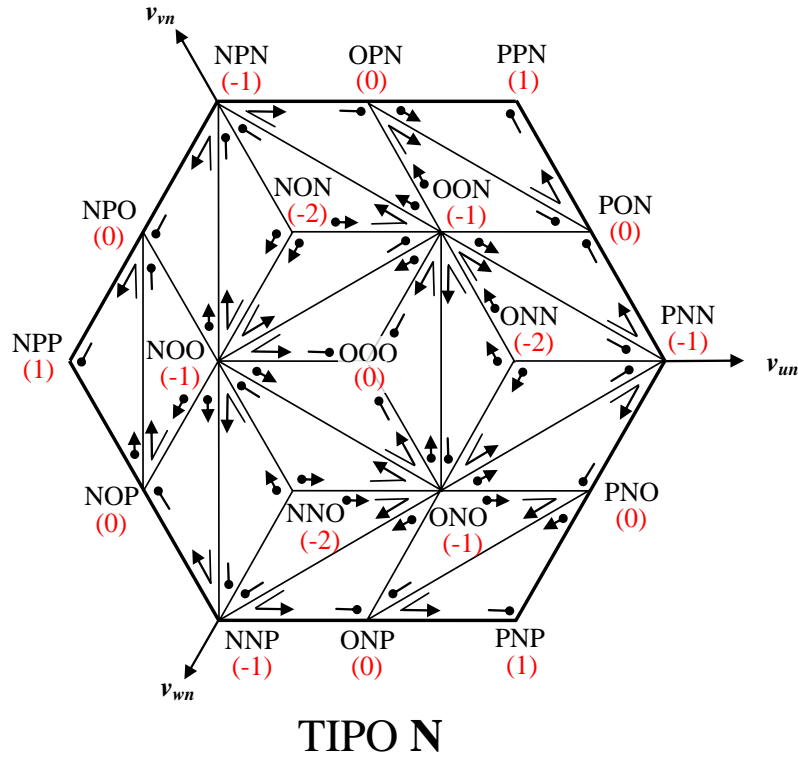 v_vn
NPN OPN PPN
(-1) (0) (1)
NON OON
NPO (-2) (-1) PON
(0) (0)
ONN PNN
NPP NOO OOO (-2) (-1) v_un
(1) (-1) (0)
NOP NNO ONO PNO
(0) (-2) (-1) (0)
NNP ONP PNP
(-1) (0) (1)
v_wn
TIPO N